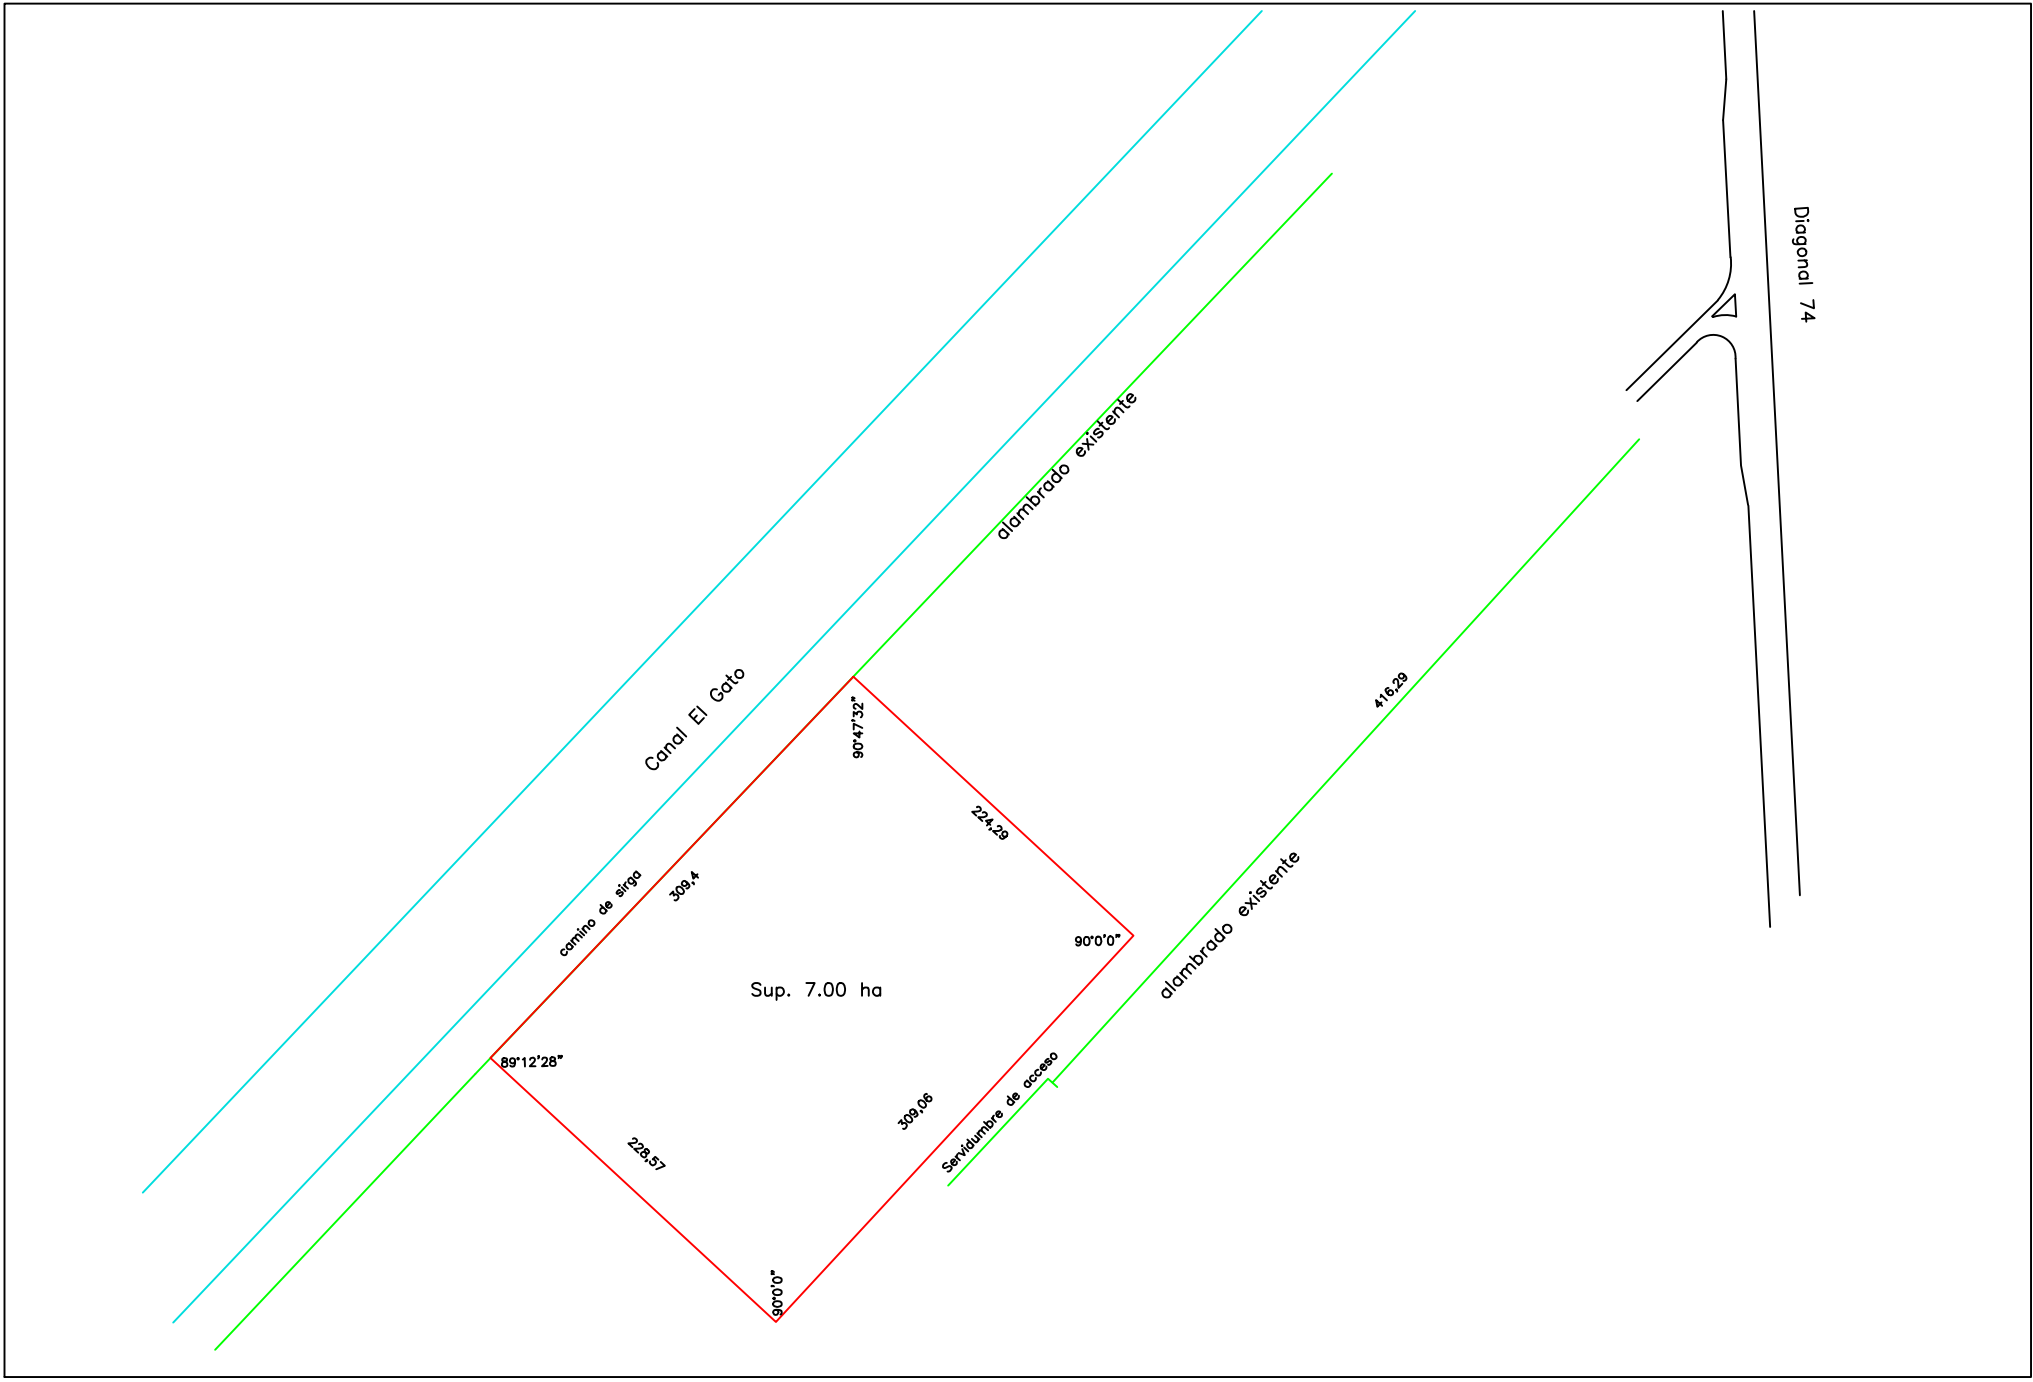 Diagonal 74
alambrado existente
Canal El Gato
416,29
90°47'32"
224,29
camino de sirga
309,4
alambrado existente
90°0'0"
Sup. 7.00 ha
89°12'28"
Servidumbre de acceso
309,06
228,57
90°0'0"